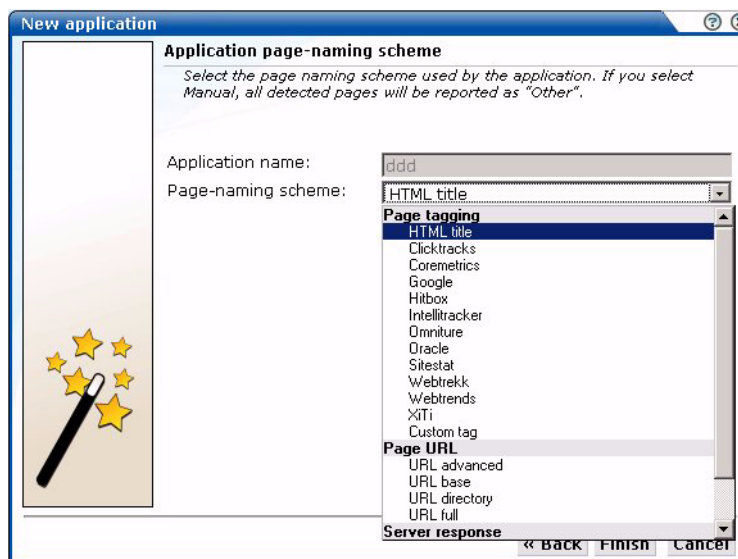 New application
Application page-naming scheme
Select the page naming scheme used by the application. If you select
Manual, all detected pages will be reported as "Other".
Application name:
ddd
Page-naming scheme:
HTML title
Page tagging
HTML title
Clicktracks
Coremetrics
Google
Hitbox
Intellitracker
Omniture
Oracle
Sitestat
Webtrekk
Webtrends
XiTi
Custom tag
Page URL
URL advanced
URL base
URL directory
URL full
Server response
« Back Finish Cancel